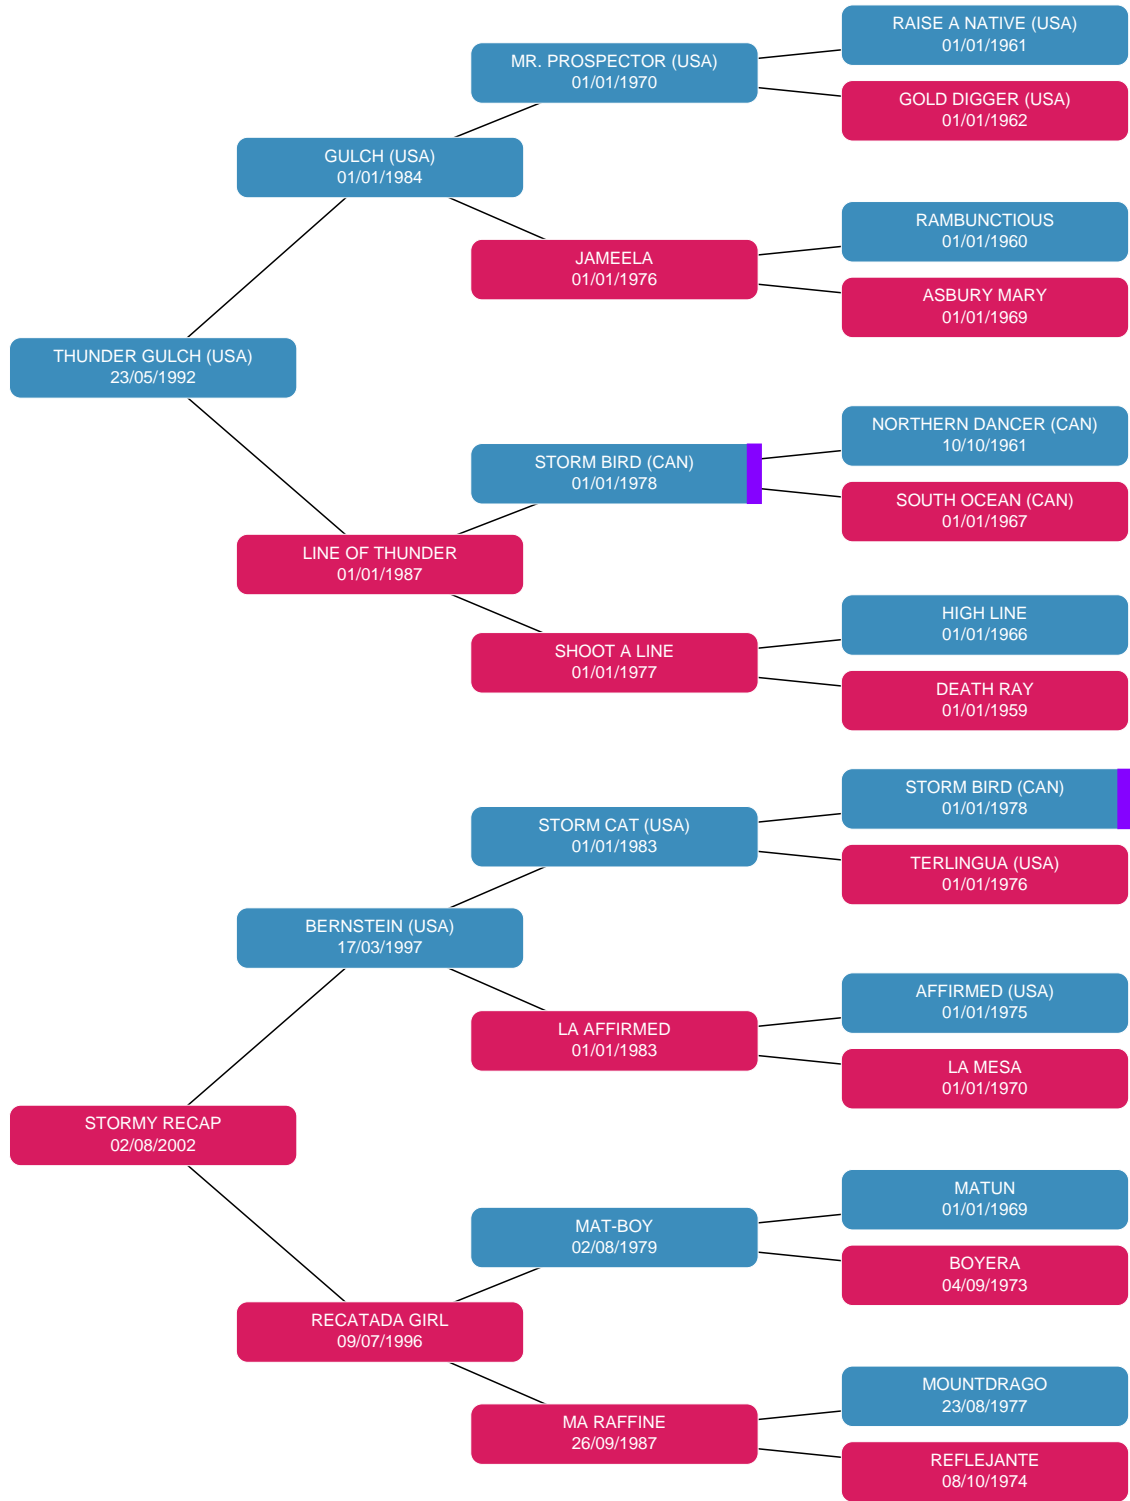 RAISE A NATIVE (USA)
01/01/1961
MR. PROSPECTOR (USA)
01/01/1970
GOLD DIGGER (USA)
01/01/1962
GULCH (USA)
01/01/1984
RAMBUNCTIOUS
01/01/1960
JAMEELA
01/01/1976
ASBURY MARY
01/01/1969
THUNDER GULCH (USA)
23/05/1992
NORTHERN DANCER (CAN)
10/10/1961
STORM BIRD (CAN)
01/01/1978
SOUTH OCEAN (CAN)
01/01/1967
LINE OF THUNDER
01/01/1987
HIGH LINE
01/01/1966
SHOOT A LINE
01/01/1977
DEATH RAY
01/01/1959
STORM BIRD (CAN)
01/01/1978
STORM CAT (USA)
01/01/1983
TERLINGUA (USA)
01/01/1976
BERNSTEIN (USA)
17/03/1997
AFFIRMED (USA)
01/01/1975
LA AFFIRMED
01/01/1983
LA MESA
01/01/1970
STORMY RECAP
02/08/2002
MATUN
01/01/1969
MAT-BOY
02/08/1979
BOYERA
04/09/1973
RECATADA GIRL
09/07/1996
MOUNTDRAGO
23/08/1977
MA RAFFINE
26/09/1987
REFLEJANTE
08/10/1974